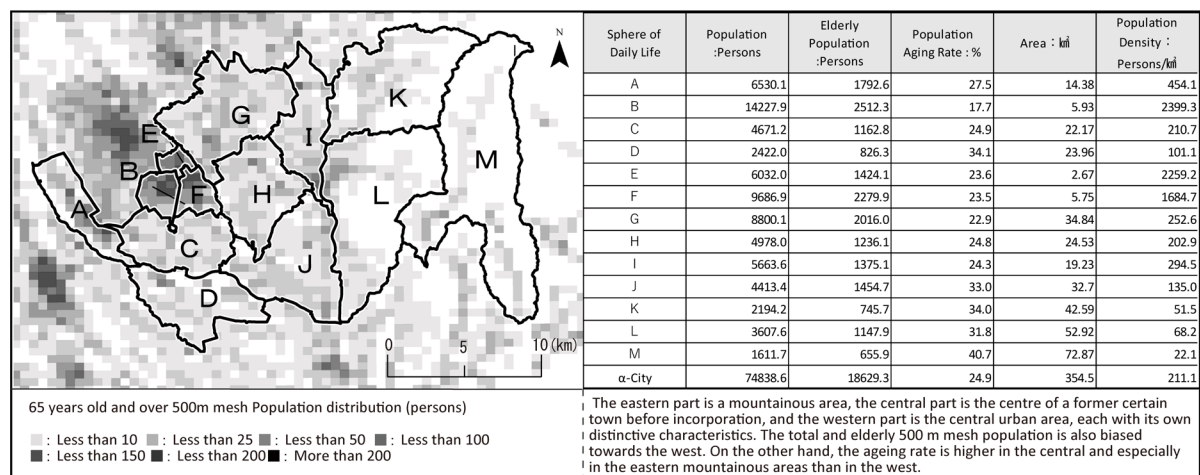 N
A
B
C
D
E
F
G
H
I
J
K
L
M
0 5 10 (km)
65 years old and over 500m mesh Population distribution (persons)
: Less than 10 : Less than 25 : Less than 50 : Less than 100
: Less than 150 : Less than 200 : More than 200
Sphere of Daily Life Population :Persons Elderly Population :Persons Population Aging Rate : % Area : ㎢ Population Density : Persons/㎢
A 6530.1 1792.6 27.5 14.38 454.1
B 14227.9 2512.3 17.7 5.93 2399.3
C 4671.2 1162.8 24.9 22.17 210.7
D 2422.0 826.3 34.1 23.96 101.1
E 6032.0 1424.1 23.6 2.67 2259.2
F 9686.9 2279.9 23.5 5.75 1684.7
G 8800.1 2016.0 22.9 34.84 252.6
H 4978.0 1236.1 24.8 24.53 202.9
I 5663.6 1375.1 24.3 19.23 294.5
J 4413.4 1454.7 33.0 32.7 135.0
K 2194.2 745.7 34.0 42.59 51.5
L 3607.6 1147.9 31.8 52.92 68.2
M 1611.7 655.9 40.7 72.87 22.1
α-City 74838.6 18629.3 24.9 354.5 211.1
The eastern part is a mountainous area, the central part is the centre of a former certain
town before incorporation, and the western part is the central urban area, each with its own
distinctive characteristics. The total and elderly 500 m mesh population is also biased
towards the west. On the other hand, the ageing rate is higher in the central and especially
in the eastern mountainous areas than in the west.